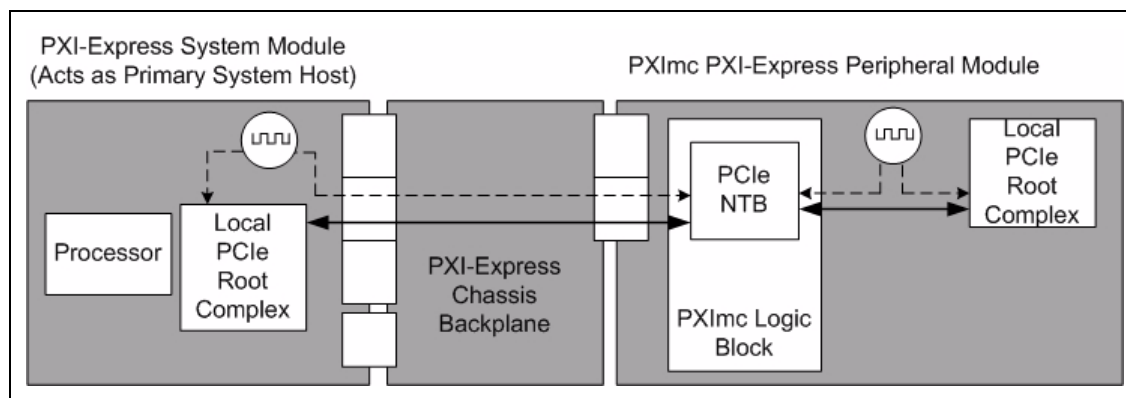 PXI-Express System Module
(Acts as Primary System Host)
PXImc PXI-Express Peripheral Module
Processor
Local
PCIe
Root
Complex
PXI-Express
Chassis
Backplane
PCIe
NTB
PXImc Logic
Block
Local
PCIe
Root
Complex